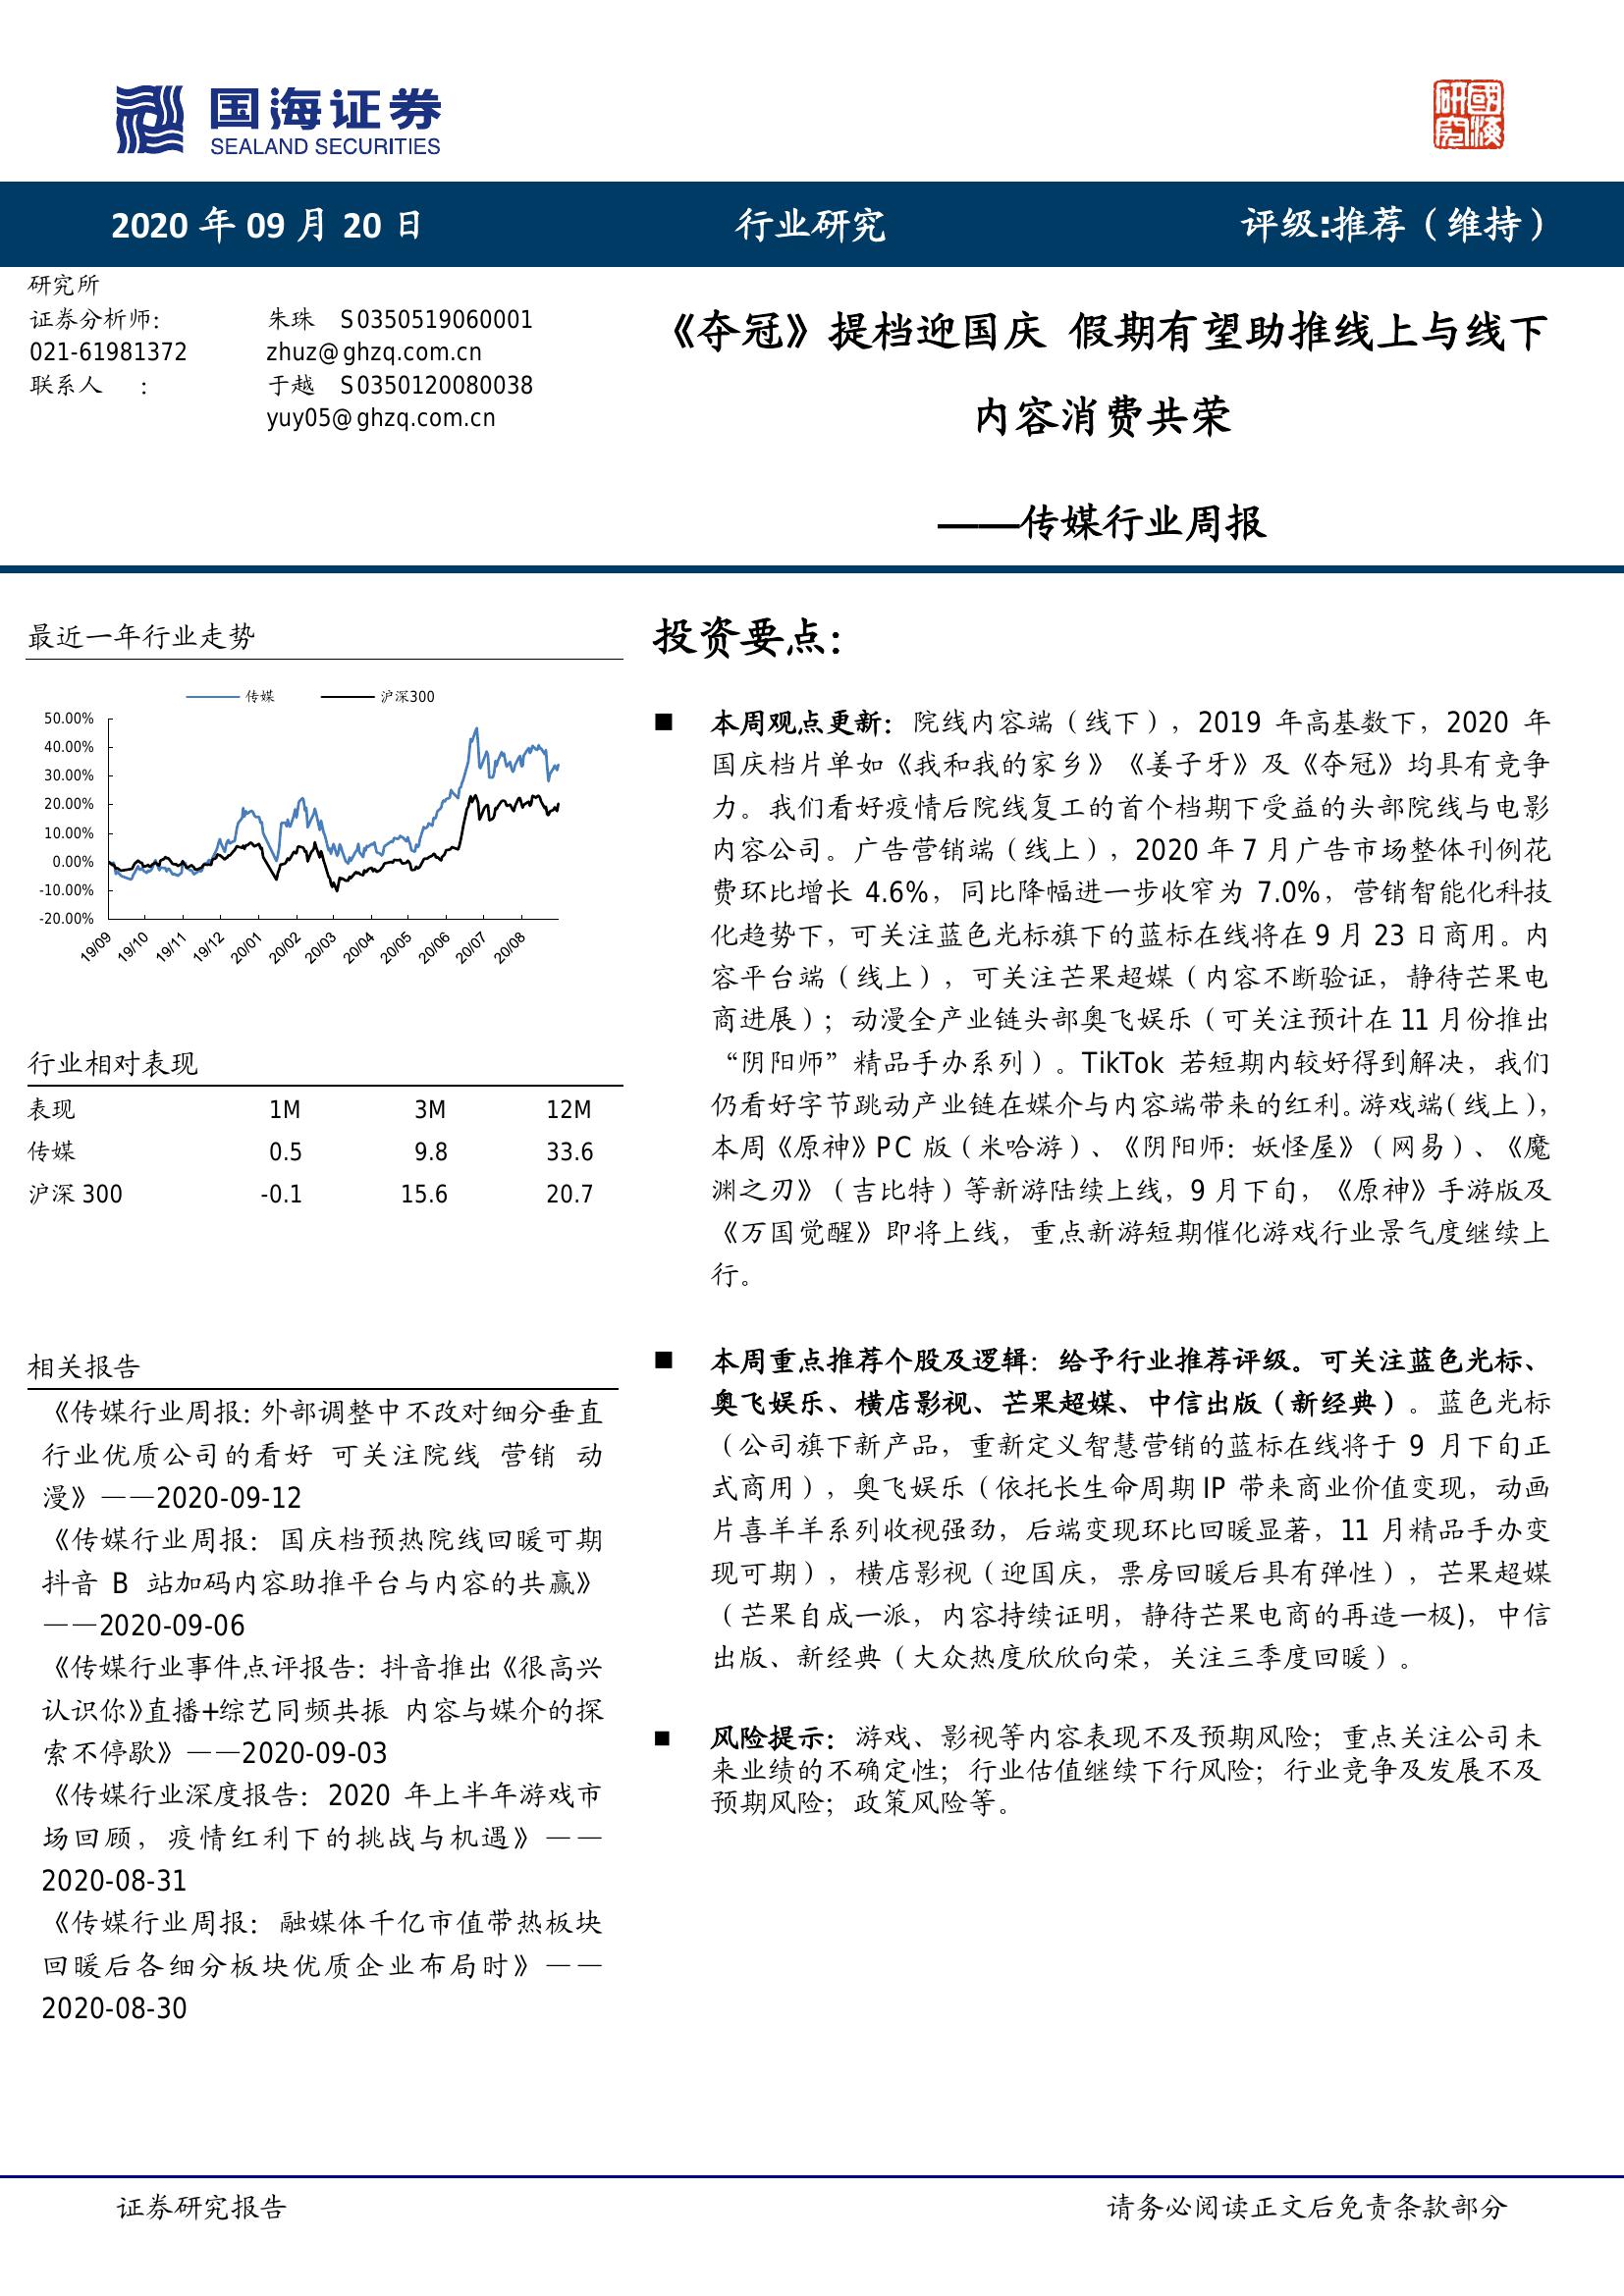 国海证券
SEALAND SECURITIES
國海
研究
2020 年 09 月 20 日
行业研究
评级:推荐（维持）
研究所
证券分析师： 朱珠 S0350519060001
021-61981372 zhuz@ghzq.com.cn
联系人 ： 于越 S0350120080038
yuy05@ghzq.com.cn
《夺冠》提档迎国庆 假期有望助推线上与线下
内容消费共荣
——传媒行业周报
最近一年行业走势
传媒 沪深300
50.00%
40.00%
30.00%
20.00%
10.00%
0.00%
-10.00%
-20.00%
19/09 19/10 19/11 19/12 20/01 20/02 20/03 20/04 20/05 20/06 20/07 20/08
行业相对表现
表现 1M 3M 12M
传媒 0.5 9.8 33.6
沪深 300 -0.1 15.6 20.7
相关报告
《传媒行业周报：外部调整中不改对细分垂直
行业优质公司的看好 可关注院线 营销 动
漫》——2020-09-12
《传媒行业周报： 国庆档预热院线回暖可期
抖音 B 站加码内容助推平台与内容的共赢》
——2020-09-06
《传媒行业事件点评报告：抖音推出《很高兴
认识你》直播+综艺同频共振 内容与媒介的探
索不停歇》——2020-09-03
《传媒行业深度报告：2020 年上半年游戏市
场回顾，疫情红利下的挑战与机遇》——
2020-08-31
《传媒行业周报： 融媒体千亿市值带热板块
回暖后各细分板块优质企业布局时》——
2020-08-30
投资要点：
■ 本周观点更新：院线内容端（线下），2019 年高基数下，2020 年
国庆档片单如《我和我的家乡》《姜子牙》及《夺冠》均具有竞争
力。我们看好疫情后院线复工的首个档期下受益的头部院线与电影
内容公司。广告营销端（线上），2020 年 7 月广告市场整体刊例花
费环比增长 4.6%，同比降幅进一步收窄为 7.0%，营销智能化科技
化趋势下，可关注蓝色光标旗下的蓝标在线将在 9 月 23 日商用。内
容平台端（线上），可关注芒果超媒（内容不断验证，静待芒果电
商进展）；动漫全产业链头部奥飞娱乐（可关注预计在 11 月份推出
“阴阳师”精品手办系列）。TikTok 若短期内较好得到解决，我们
仍看好字节跳动产业链在媒介与内容端带来的红利。游戏端（线上），
本周《原神》PC 版（米哈游）、《阴阳师：妖怪屋》（网易）、《魔
渊之刃》（吉比特）等新游陆续上线，9 月下旬，《原神》手游版及
《万国觉醒》即将上线，重点新游短期催化游戏行业景气度继续上
行。
■ 本周重点推荐个股及逻辑：给予行业推荐评级。可关注蓝色光标、
奥飞娱乐、横店影视、芒果超媒、中信出版（新经典）。蓝色光标
（公司旗下新产品，重新定义智慧营销的蓝标在线将于 9 月下旬正
式商用），奥飞娱乐（依托长生命周期 IP 带来商业价值变现，动画
片喜羊羊系列收视强劲，后端变现环比回暖显著，11 月精品手办变
现可期），横店影视（迎国庆，票房回暖后具有弹性），芒果超媒
（芒果自成一派，内容持续证明，静待芒果电商的再造一极)，中信
出版、新经典（大众热度欣欣向荣，关注三季度回暖）。
■ 风险提示：游戏、影视等内容表现不及预期风险；重点关注公司未
来业绩的不确定性；行业估值继续下行风险；行业竞争及发展不及
预期风险；政策风险等。
证券研究报告
请务必阅读正文后免责条款部分